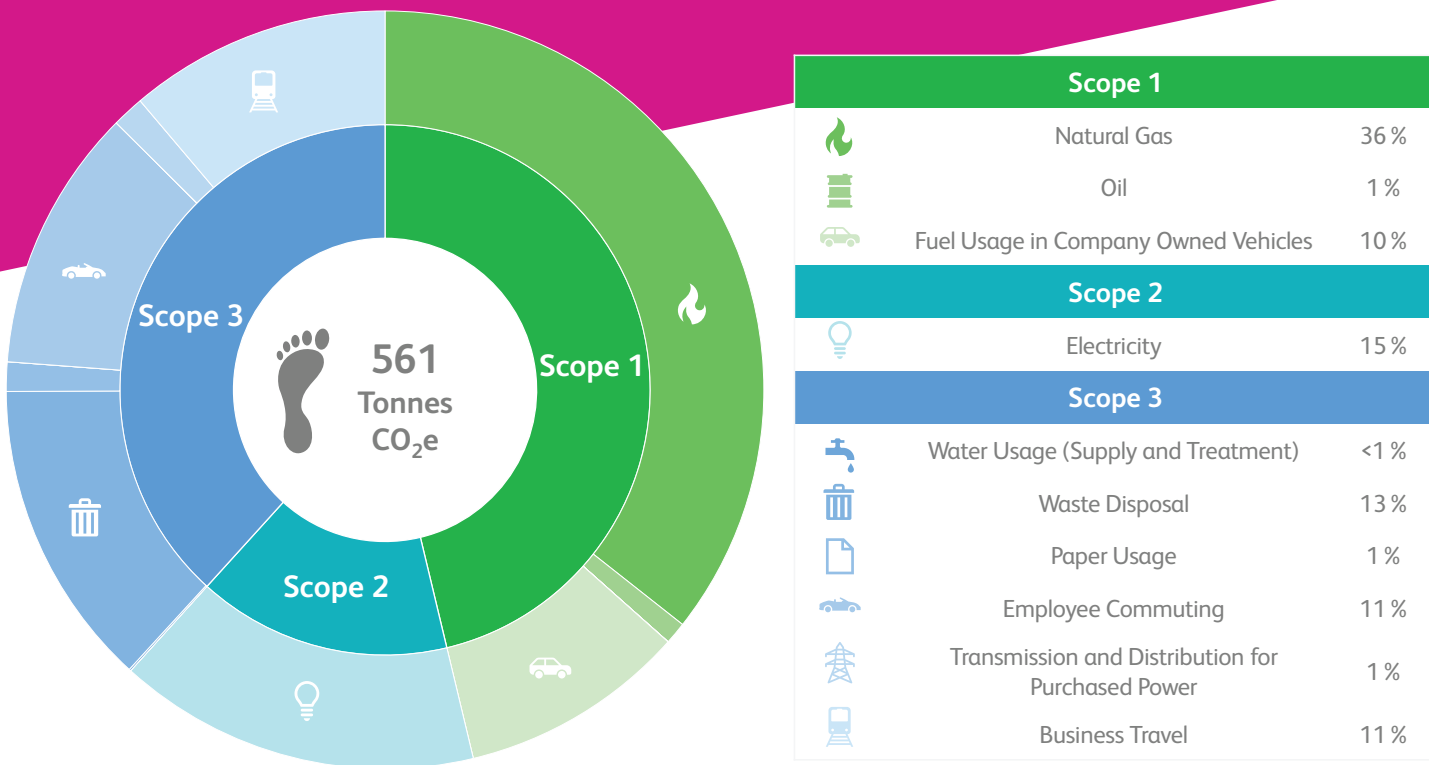 Scope 3
561
Tonnes
CO₂e
Scope 1
Scope 2
Scope 1
Natural Gas 36 %
Oil 1 %
Fuel Usage in Company Owned Vehicles 10 %
Scope 2
Electricity 15 %
Scope 3
Water Usage (Supply and Treatment) <1 %
Waste Disposal 13 %
Paper Usage 1 %
Employee Commuting 11 %
Transmission and Distribution for
Purchased Power 1 %
Business Travel 11 %